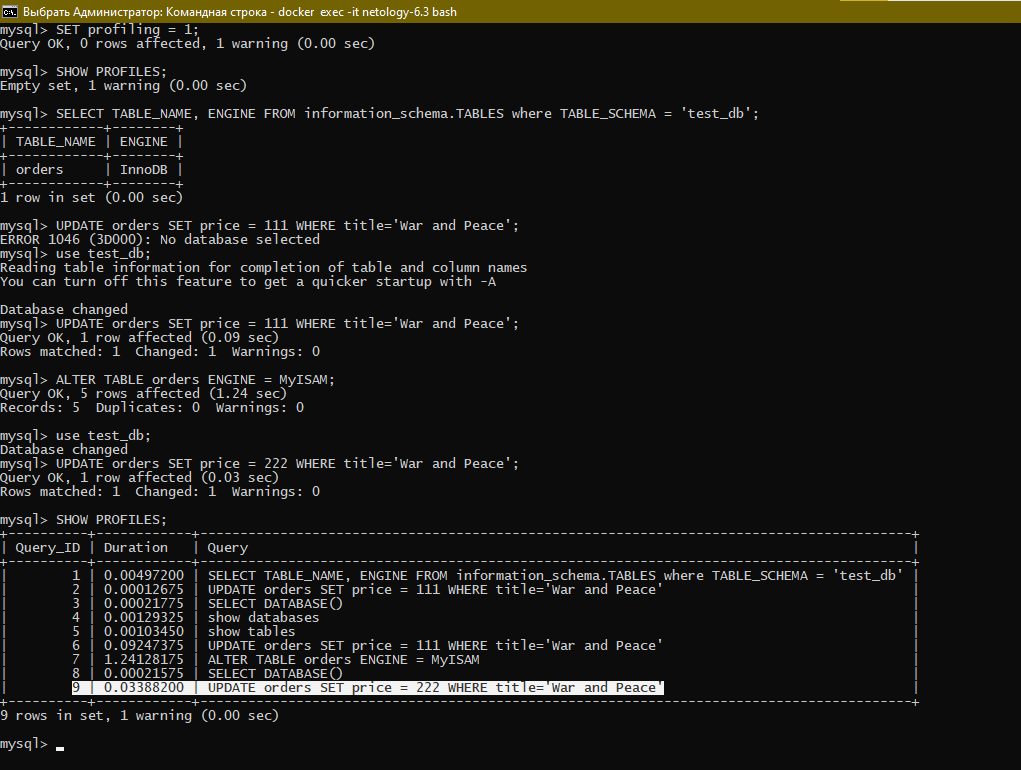 Выбрать Администратор: Командная строка - docker  exec -it netology-6.3 bash
mysql> SET profiling = 1;
Query OK, 0 rows affected, 1 warning (0.00 sec)

mysql> SHOW PROFILES;
Empty set, 1 warning (0.00 sec)

mysql> SELECT TABLE_NAME, ENGINE FROM information_schema.TABLES where TABLE_SCHEMA = 'test_db';
+------------+--------+
| TABLE_NAME | ENGINE |
+------------+--------+
| orders     | InnoDB |
+------------+--------+
1 row in set (0.00 sec)

mysql> UPDATE orders SET price = 111 WHERE title='War and Peace';
ERROR 1046 (3D000): No database selected
mysql> use test_db;
Reading table information for completion of table and column names
You can turn off this feature to get a quicker startup with -A

Database changed
mysql> UPDATE orders SET price = 111 WHERE title='War and Peace';
Query OK, 1 row affected (0.09 sec)
Rows matched: 1  Changed: 1  Warnings: 0

mysql> ALTER TABLE orders ENGINE = MyISAM;
Query OK, 5 rows affected (1.24 sec)
Records: 5  Duplicates: 0  Warnings: 0

mysql> use test_db;
Database changed
mysql> UPDATE orders SET price = 222 WHERE title='War and Peace';
Query OK, 1 row affected (0.03 sec)
Rows matched: 1  Changed: 1  Warnings: 0

mysql> SHOW PROFILES;
+----------+------------+-----------------------------------------------------------------------------------------+
| Query_ID | Duration   | Query                                                                                   |
+----------+------------+-----------------------------------------------------------------------------------------+
|        1 | 0.00497200 | SELECT TABLE_NAME, ENGINE FROM information_schema.TABLES where TABLE_SCHEMA = 'test_db' |
|        2 | 0.00012675 | UPDATE orders SET price = 111 WHERE title='War and Peace'                               |
|        3 | 0.00021775 | SELECT DATABASE()                                                                       |
|        4 | 0.00129325 | show databases                                                                          |
|        5 | 0.00103450 | show tables                                                                             |
|        6 | 0.09247375 | UPDATE orders SET price = 111 WHERE title='War and Peace'                               |
|        7 | 1.24128175 | ALTER TABLE orders ENGINE = MyISAM                                                      |
|        8 | 0.00021575 | SELECT DATABASE()                                                                       |
|        9 | 0.03388200 | UPDATE orders SET price = 222 WHERE title='War and Peace'                               |
+----------+------------+-----------------------------------------------------------------------------------------+
9 rows in set, 1 warning (0.00 sec)

mysql>